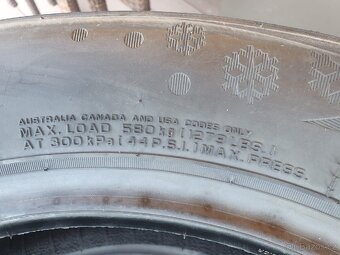 AUSTRALIA CANADA AND USA CODES ONLY
MAX. LOAD 580 kg (1279 LBS.)
AT 300 kPa (44 P.S.I.) MAX. PRESS.